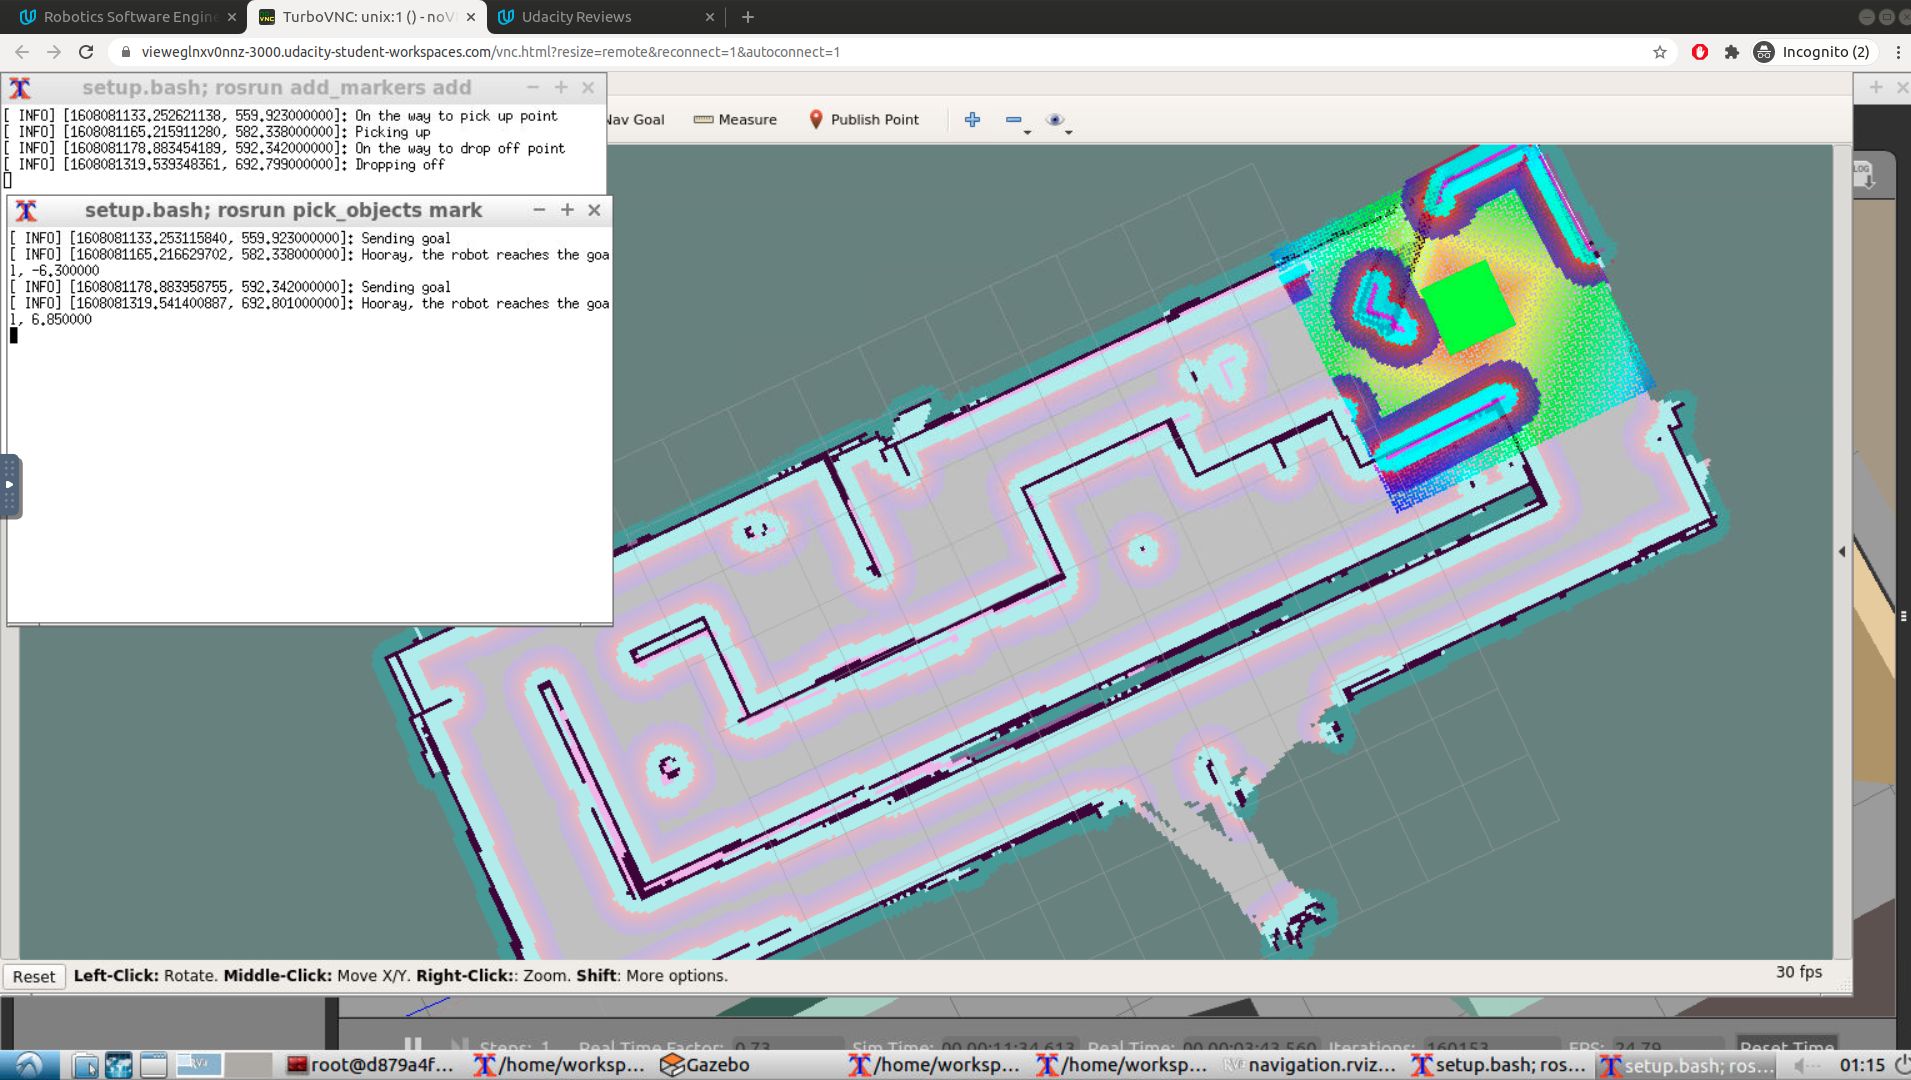 Robotics Software Engine
TurboVNC: unix:1 () - noV
Udacity Reviews
vieweglnxv0nnz-3000.udacity-student-workspaces.com/vnc.html?resize=remote&reconnect=1&autoconnect=1
Incognito (2)
setup.bash; rosrun add_markers add
[ INFO] [1608081133.252621138, 559.923000000]: On the way to pick up point
[ INFO] [1608081165.215911280, 582.338000000]: Picking up
[ INFO] [1608081178.883454189, 592.342000000]: On the way to drop off point
[ INFO] [1608081319.539348361, 692.799000000]: Dropping off
Nav Goal
Measure
Publish Point
LOG
setup.bash; rosrun pick_objects mark
[ INFO] [1608081133.253115840, 559.923000000]: Sending goal
[ INFO] [1608081165.216629702, 582.338000000]: Hooray, the robot reaches the goa
l, -6.300000
[ INFO] [1608081178.883958755, 592.342000000]: Sending goal
[ INFO] [1608081319.541400887, 692.801000000]: Hooray, the robot reaches the goa
l, 6.850000
Reset
Left-Click: Rotate. Middle-Click: Move X/Y. Right-Click:: Zoom. Shift: More options.
30 fps
Steps: 1 Real Time Factor: 0.73 Sim Time: 00 00:11:34.613 Real Time: 00 00:03:43.560 Iterations: 160153 FPS: 24.79 Reset Time
root@d879a4f...
/home/worksp...
Gazebo
/home/worksp...
/home/worksp...
navigation.rviz...
setup.bash; ros...
setup.bash; ros...
01:15